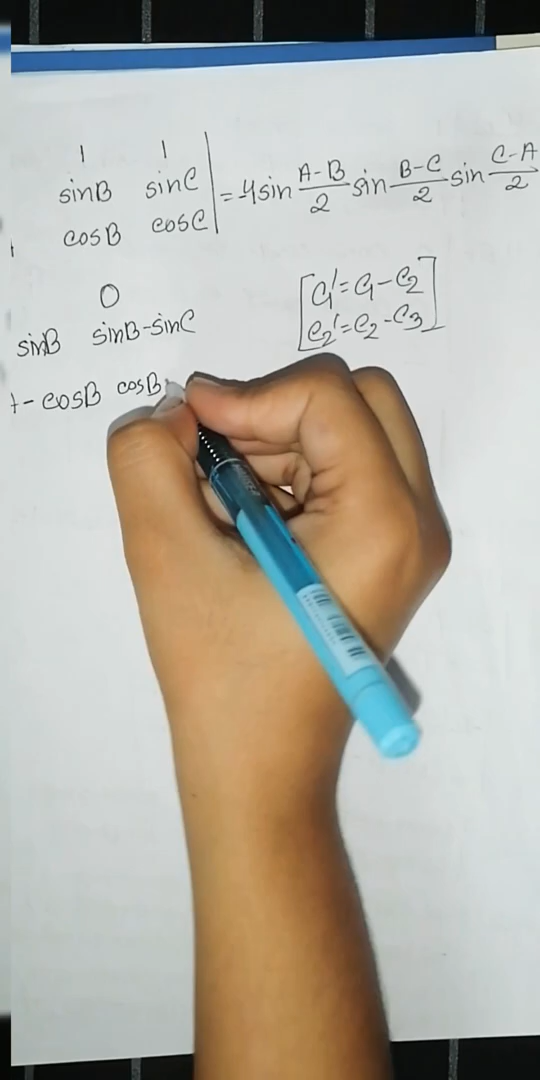 1 1
sinB sinC = 4sin A-B/2 sin B-C/2 sin C-A/2
cosB cosC
0 [C₁'=C₁-C₂
sinB sinB-sinC C₂'=C₂-C₃]
- cosB cosB